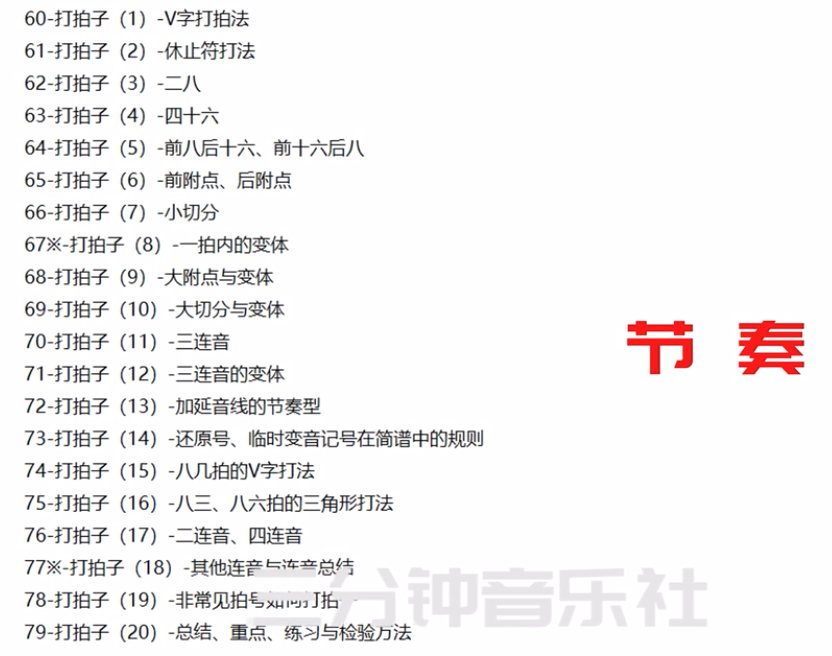 60-打拍子（1）-V字打拍法
61-打拍子（2）-休止符打法
62-打拍子（3）-二八
63-打拍子（4）-四十六
64-打拍子（5）-前八后十六、前十六后八
65-打拍子（6）-前附点、后附点
66-打拍子（7）-小切分
67※-打拍子（8）-一拍内的变体
68-打拍子（9）-大附点与变体
69-打拍子（10）-大切分与变体
70-打拍子（11）-三连音
71-打拍子（12）-三连音的变体
72-打拍子（13）-加延音线的节奏型
73-打拍子（14）-还原号、临时变音记号在简谱中的规则
74-打拍子（15）-八几拍的V字打法
75-打拍子（16）-八三、八六拍的三角形打法
76-打拍子（17）-二连音、四连音
77※-打拍子（18）-其他连音与连音总结
78-打拍子（19）-非常见拍号如何打拍
79-打拍子（20）-总结、重点、练习与检验方法
节奏
三分钟音乐社